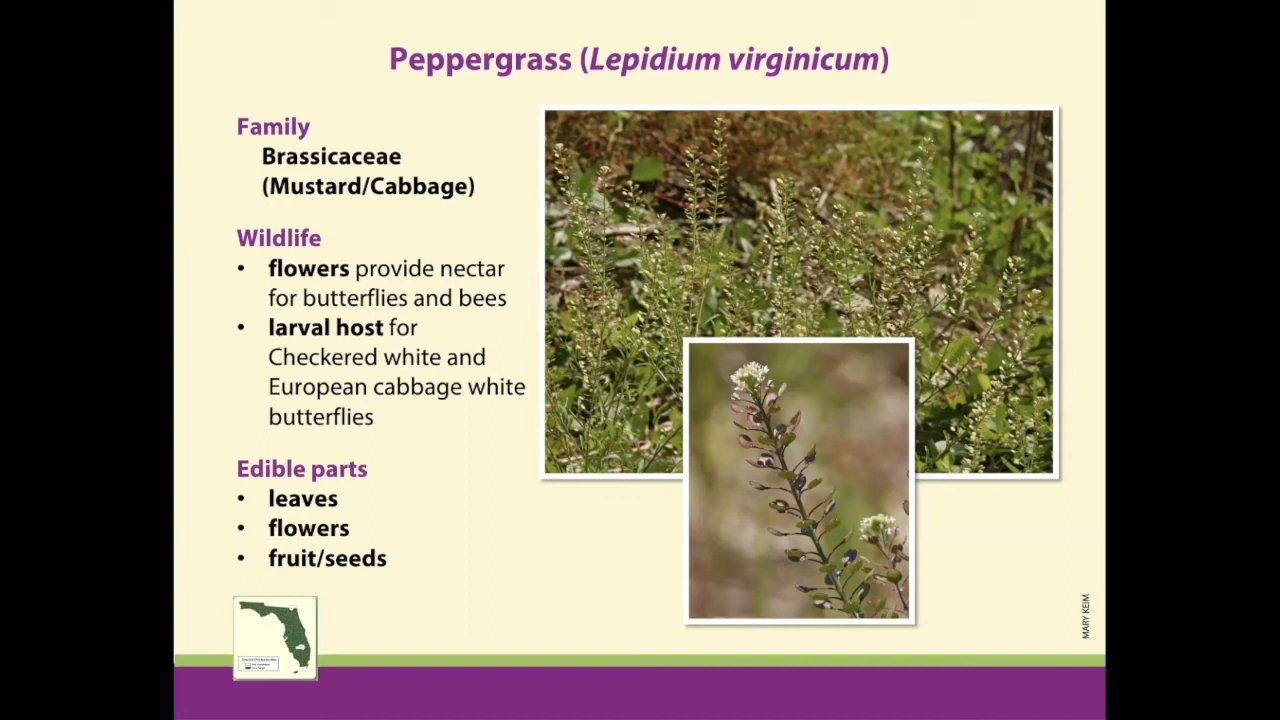 Peppergrass (Lepidium virginicum)
Family
Brassicaceae
(Mustard/Cabbage)
Wildlife
• flowers provide nectar
for butterflies and bees
• larval host for
Checkered white and
European cabbage white
butterflies
Edible parts
• leaves
• flowers
• fruit/seeds
MARY KEIM